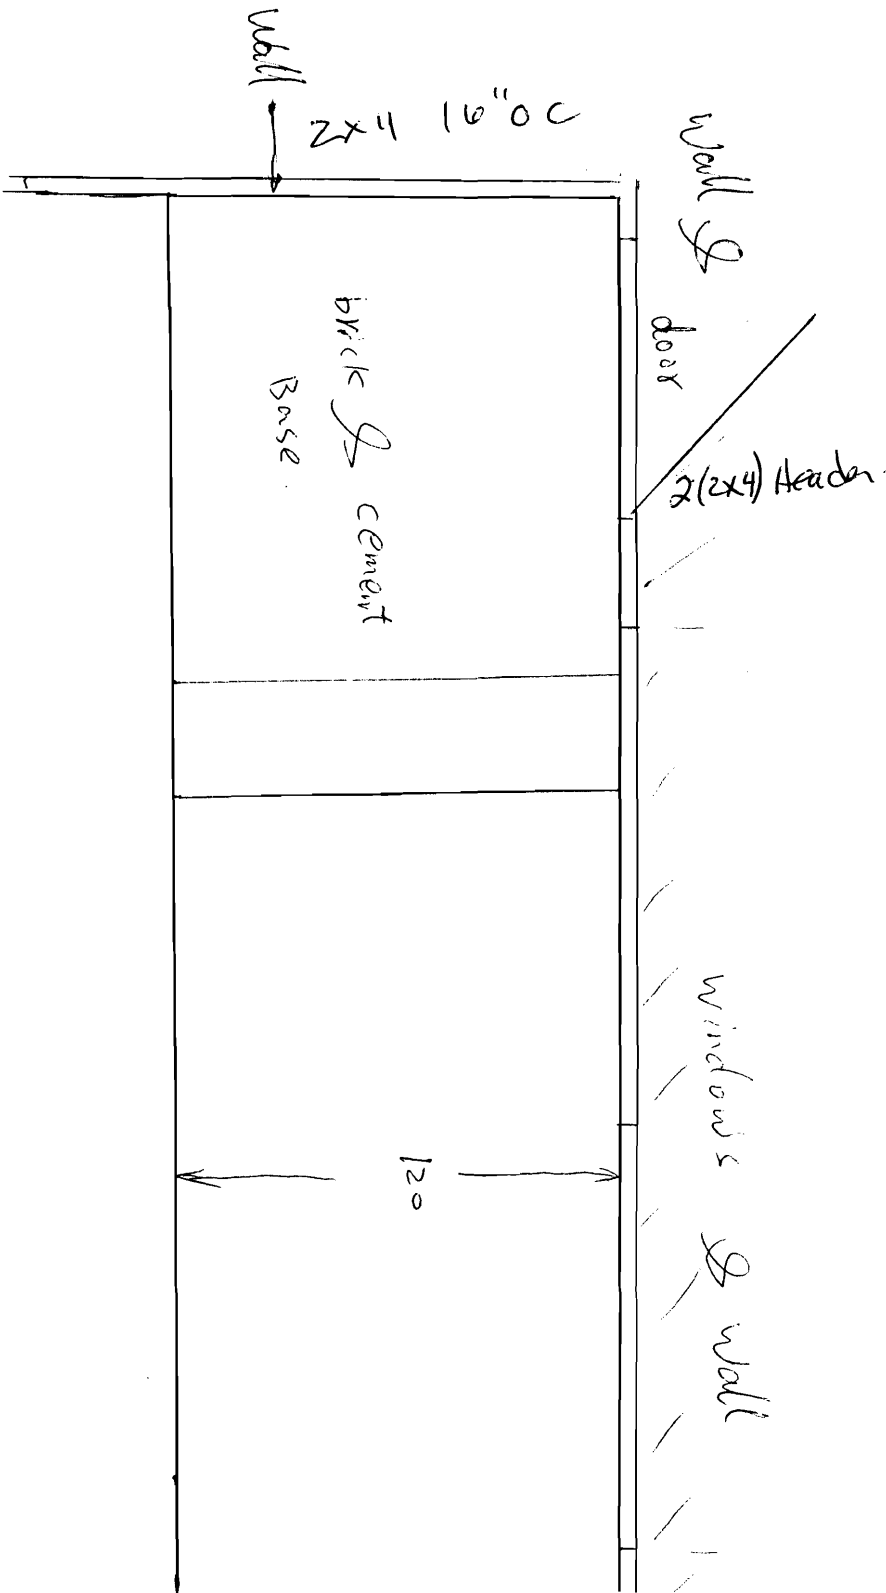 Wall
2x4 16" OC
Wall &
door
2(2x4) Header.
brick & cement
Base.
windows & Wall
120